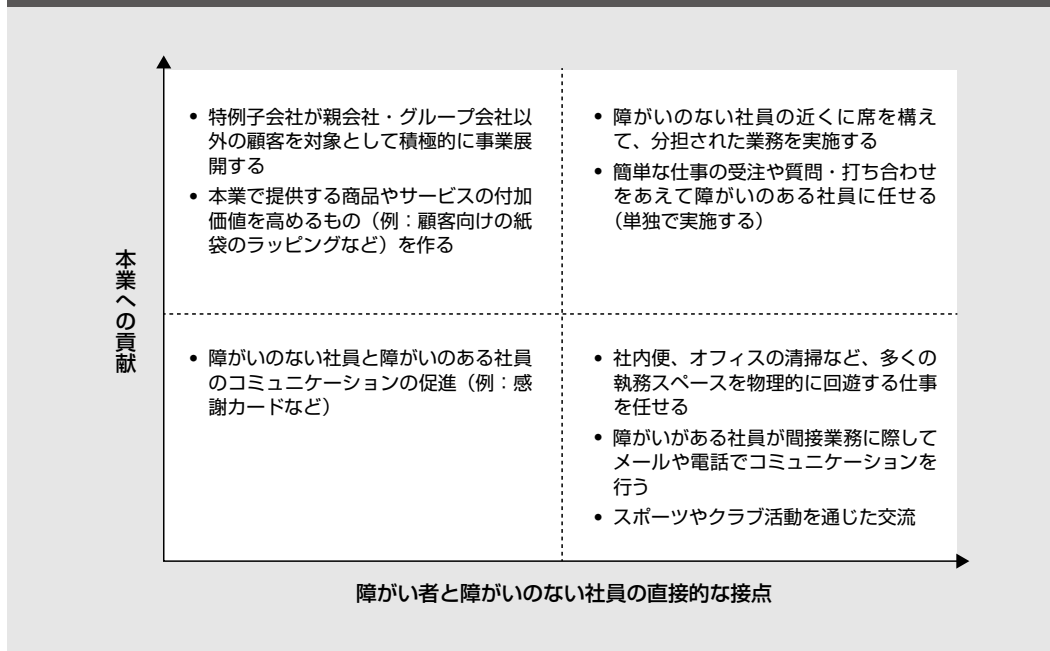 • 特例子会社が親会社・グループ会社以
外の顧客を対象として積極的に事業展
開する
• 本業で提供する商品やサービスの付加
価値を高めるもの（例：顧客向けの紙
袋のラッピングなど）を作る
• 障がいのない社員の近くに席を構え
て、分担された業務を実施する
• 簡単な仕事の受注や質問・打ち合わせ
をあえて障がいのある社員に任せる
（単独で実施する）
本業への貢献
• 障がいのない社員と障がいのある社員
のコミュニケーションの促進（例：感
謝カードなど）
• 社内便、オフィスの清掃など、多くの
執務スペースを物理的に回遊する仕事
を任せる
• 障がいがある社員が間接業務に際して
メールや電話でコミュニケーションを
行う
• スポーツやクラブ活動を通じた交流
障がい者と障がいのない社員の直接的な接点